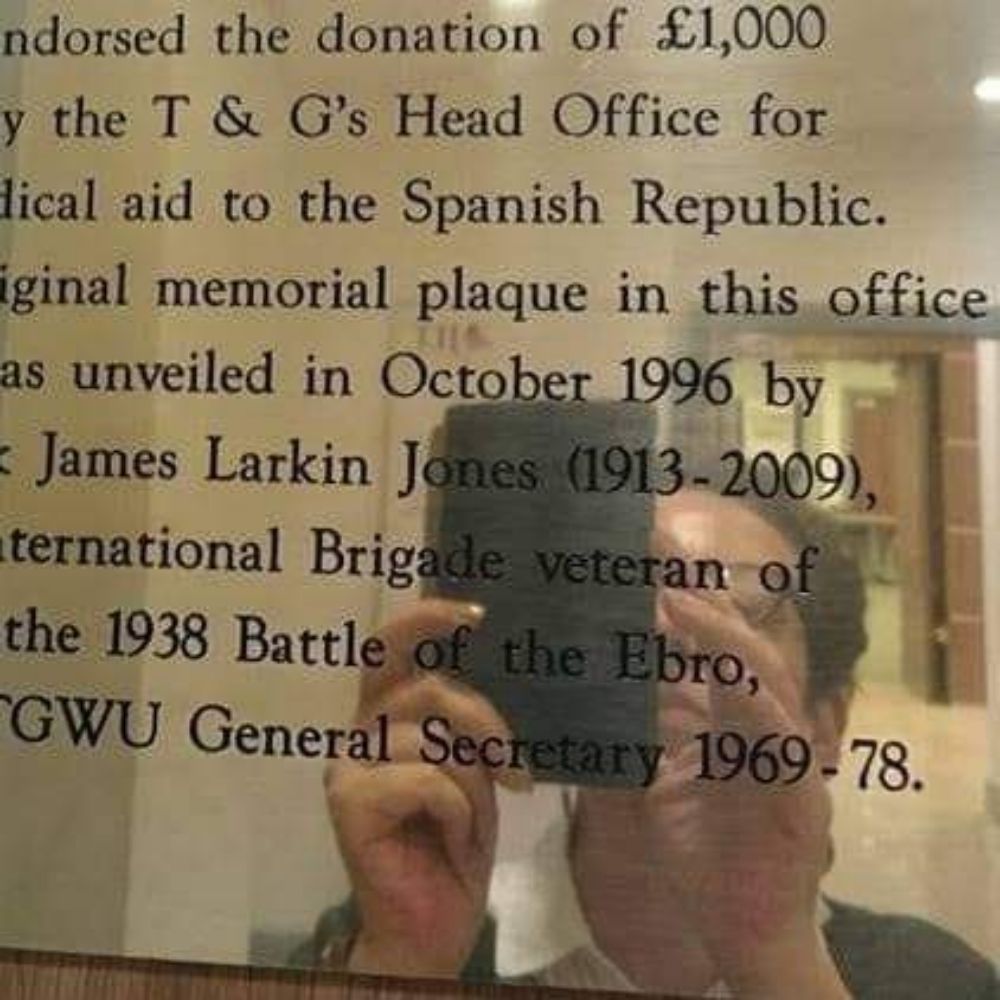 ndorsed the donation of £1,000
y the T & G's Head Office for
dical aid to the Spanish Republic.
iginal memorial plaque in this office
as unveiled in October 1996 by
k James Larkin Jones (1913-2009),
nternational Brigade veteran of
the 1938 Battle of the Ebro,
TGWU General Secretary 1969-78.